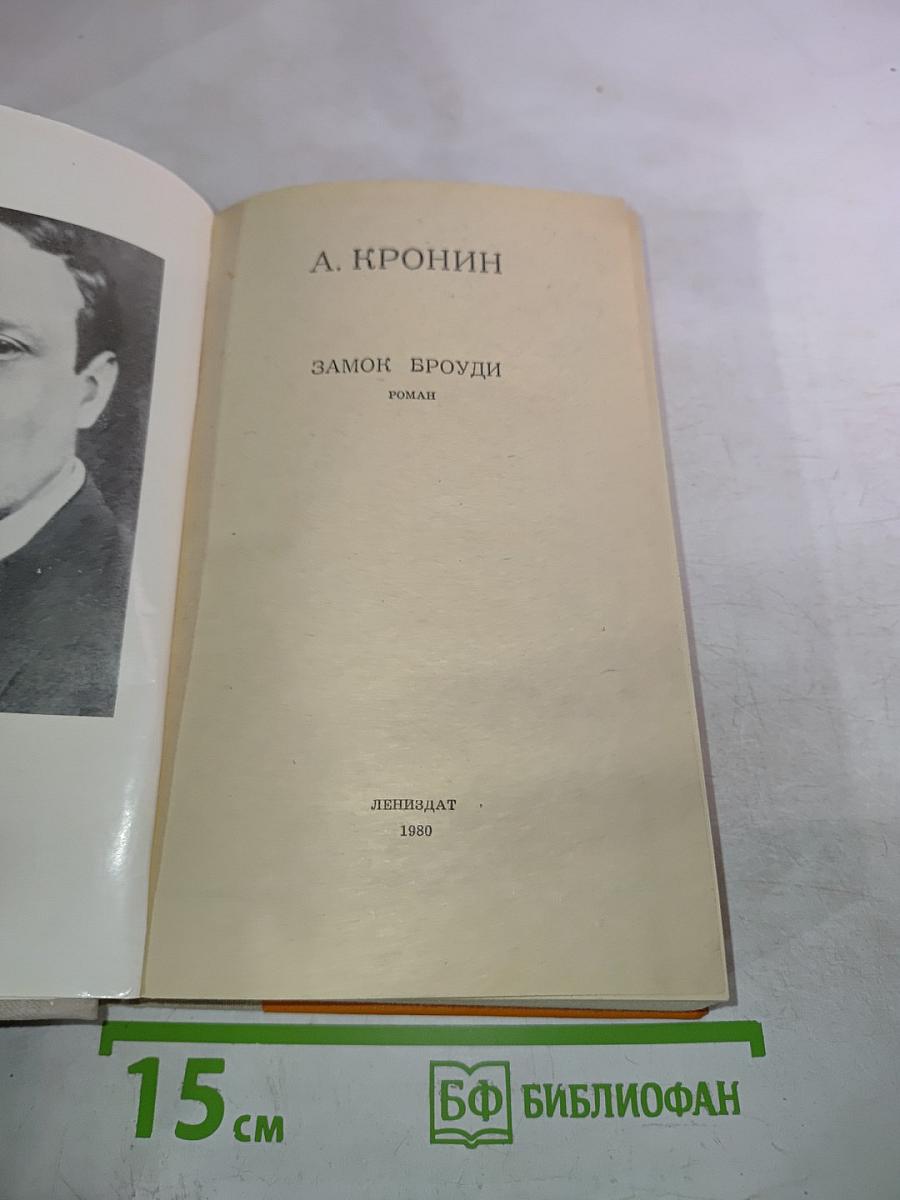 А. КРОНИН
ЗАМОК БРОУДИ
РОМАН
ЛЕНИЗДАТ
1980
15 см
БФ БИБЛИОФАН